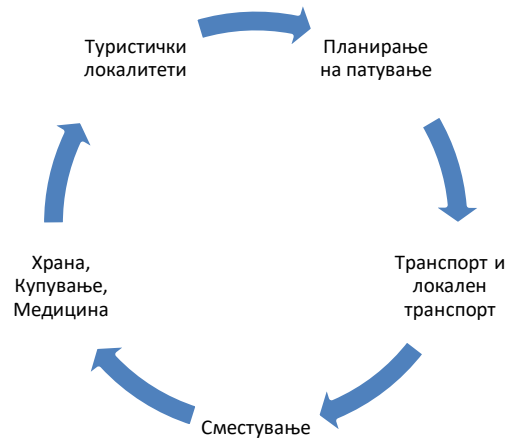 Туристички
локалитети
Планирање
на патување
Транспорт и
локален
транспорт
Сместување
Храна,
Купување,
Медицина